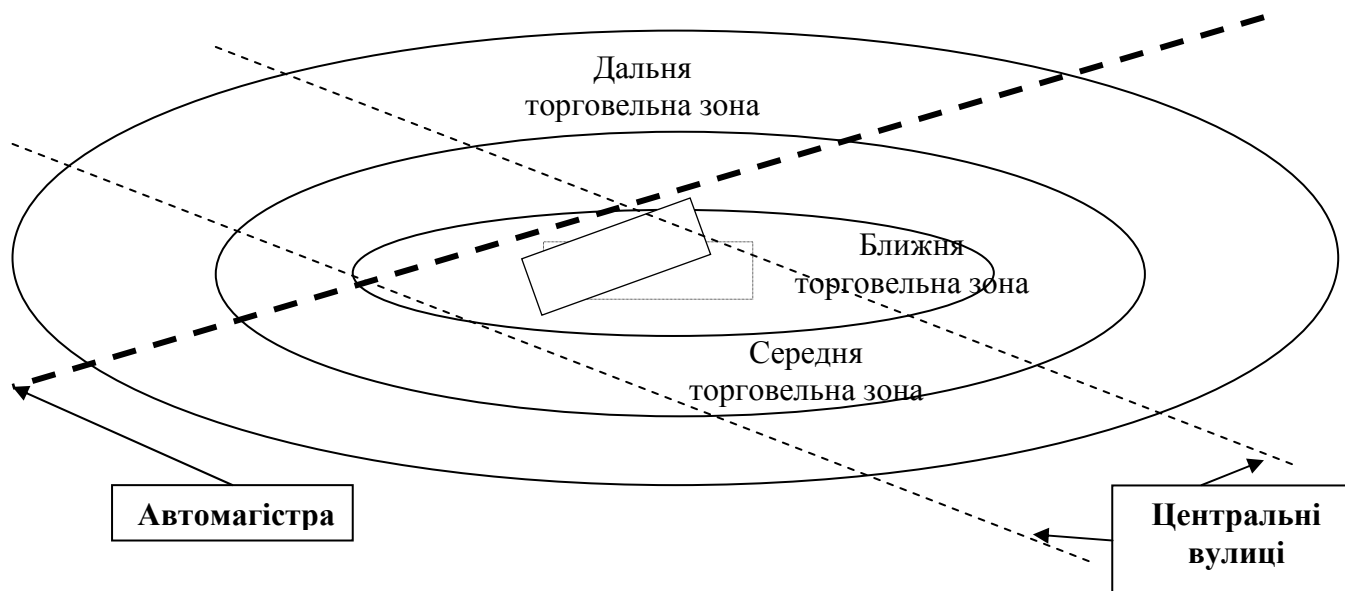 Дальня
торговельна зона
Ближня
торговельна зона
Середня
торговельна зона
Автомагістра
Центральні
вулиці